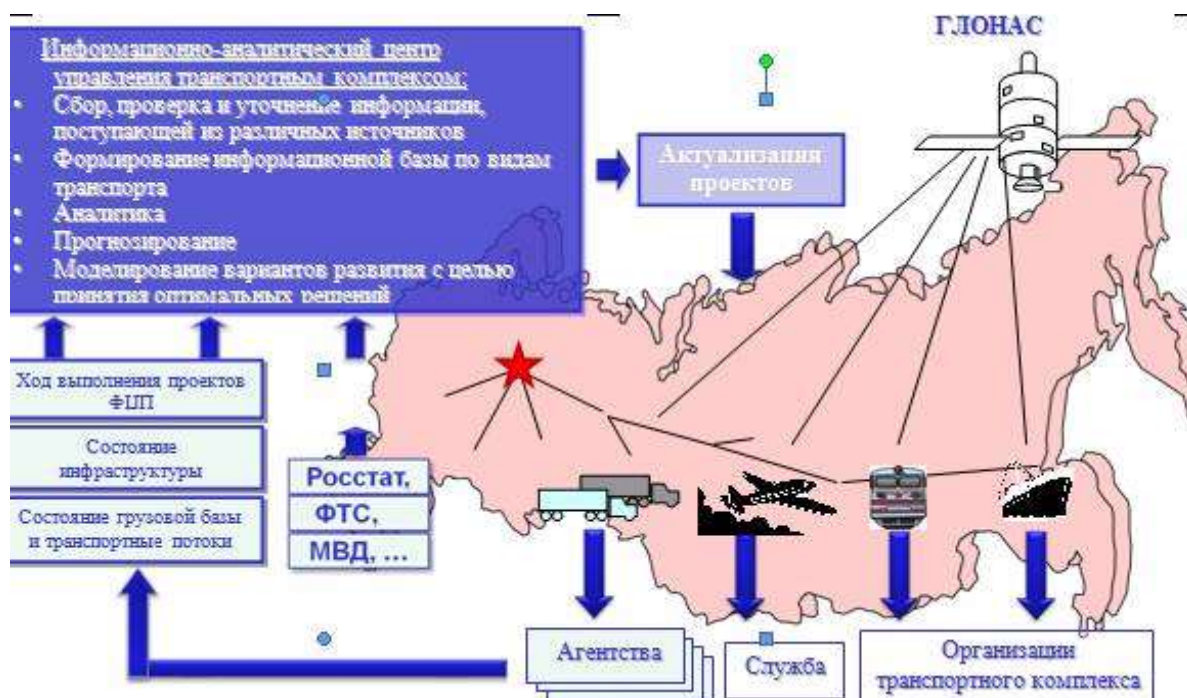 ГЛОНАС
Информационно-аналитический центр
управления транспортным комплексом:
• Сбор, проверка и уточнение информации,
поступающей из различных источников
• Формирование информационной базы по видам
транспорта
• Аналитика
• Прогнозирование
• Моделирование вариантов развития с целью
принятия оптимальных решений
Актуализация
проектов
Ход выполнения проектов
ФЦП
Состояние
инфраструктуры
Состояние грузовой базы
и транспортные потоки
Росстат,
ФТС,
МВД, ...
Агентства
Служба
Организации
транспортного комплекса